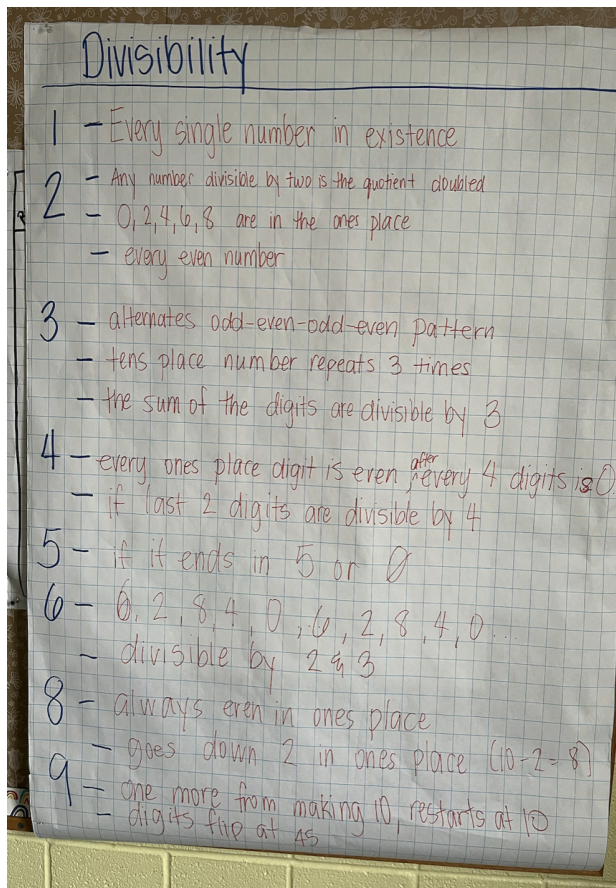 Divisibility
1 - Every single number in existence
2 - Any number divisible by two is the quotient doubled
- 0, 2, 4, 6, 8 are in the ones place
- every even number
3 - alternates odd-even-odd-even pattern
- tens place number repeats 3 times
- the sum of the digits are divisible by 3
4 - every ones place digit is even, after every 4 digits is 0
- if last 2 digits are divisible by 4
5 - if it ends in 5 or 0
6 - 6, 2, 8, 4, 0, 6, 2, 8, 4, 0...
- divisible by 2 & 3
8 - always even in ones place
- goes down 2 in ones place (10-2=8)
9 - one more from making 10, restarts at 10
- digits flip at 45